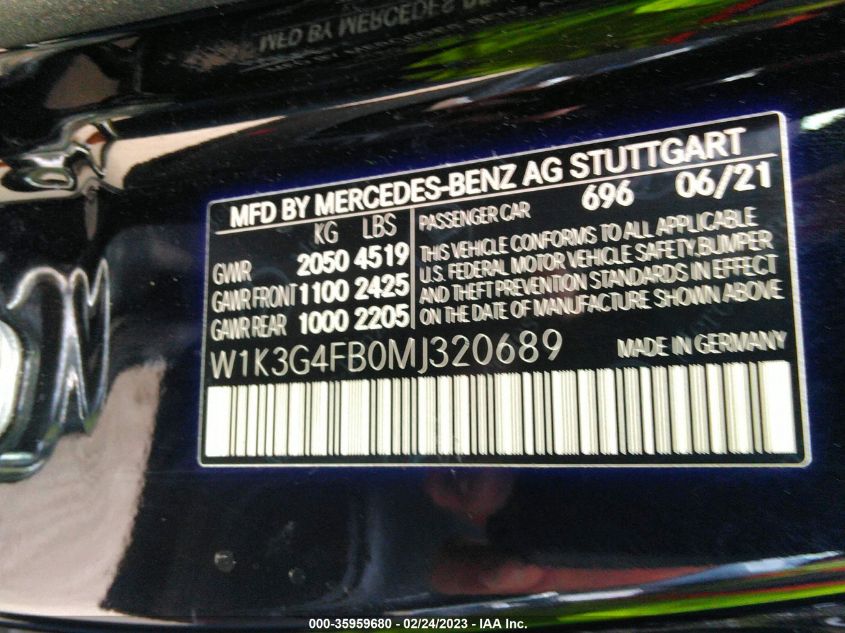 MFD BY MERCEDES-BENZ AG STUTTGART
KG LBS
GVWR 2050 4519
GAWR FRONT 1100 2425
GAWR REAR 1000 2205
PASSENGER CAR 696 06/21
THIS VEHICLE CONFORMS TO ALL APPLICABLE
U.S. FEDERAL MOTOR VEHICLE SAFETY, BUMPER
AND THEFT PREVENTION STANDARDS IN EFFECT
ON THE DATE OF MANUFACTURE SHOWN ABOVE
W1K3G4FB0MJ320689 MADE IN GERMANY
000-35959680 - 02/24/2023 - IAA Inc.